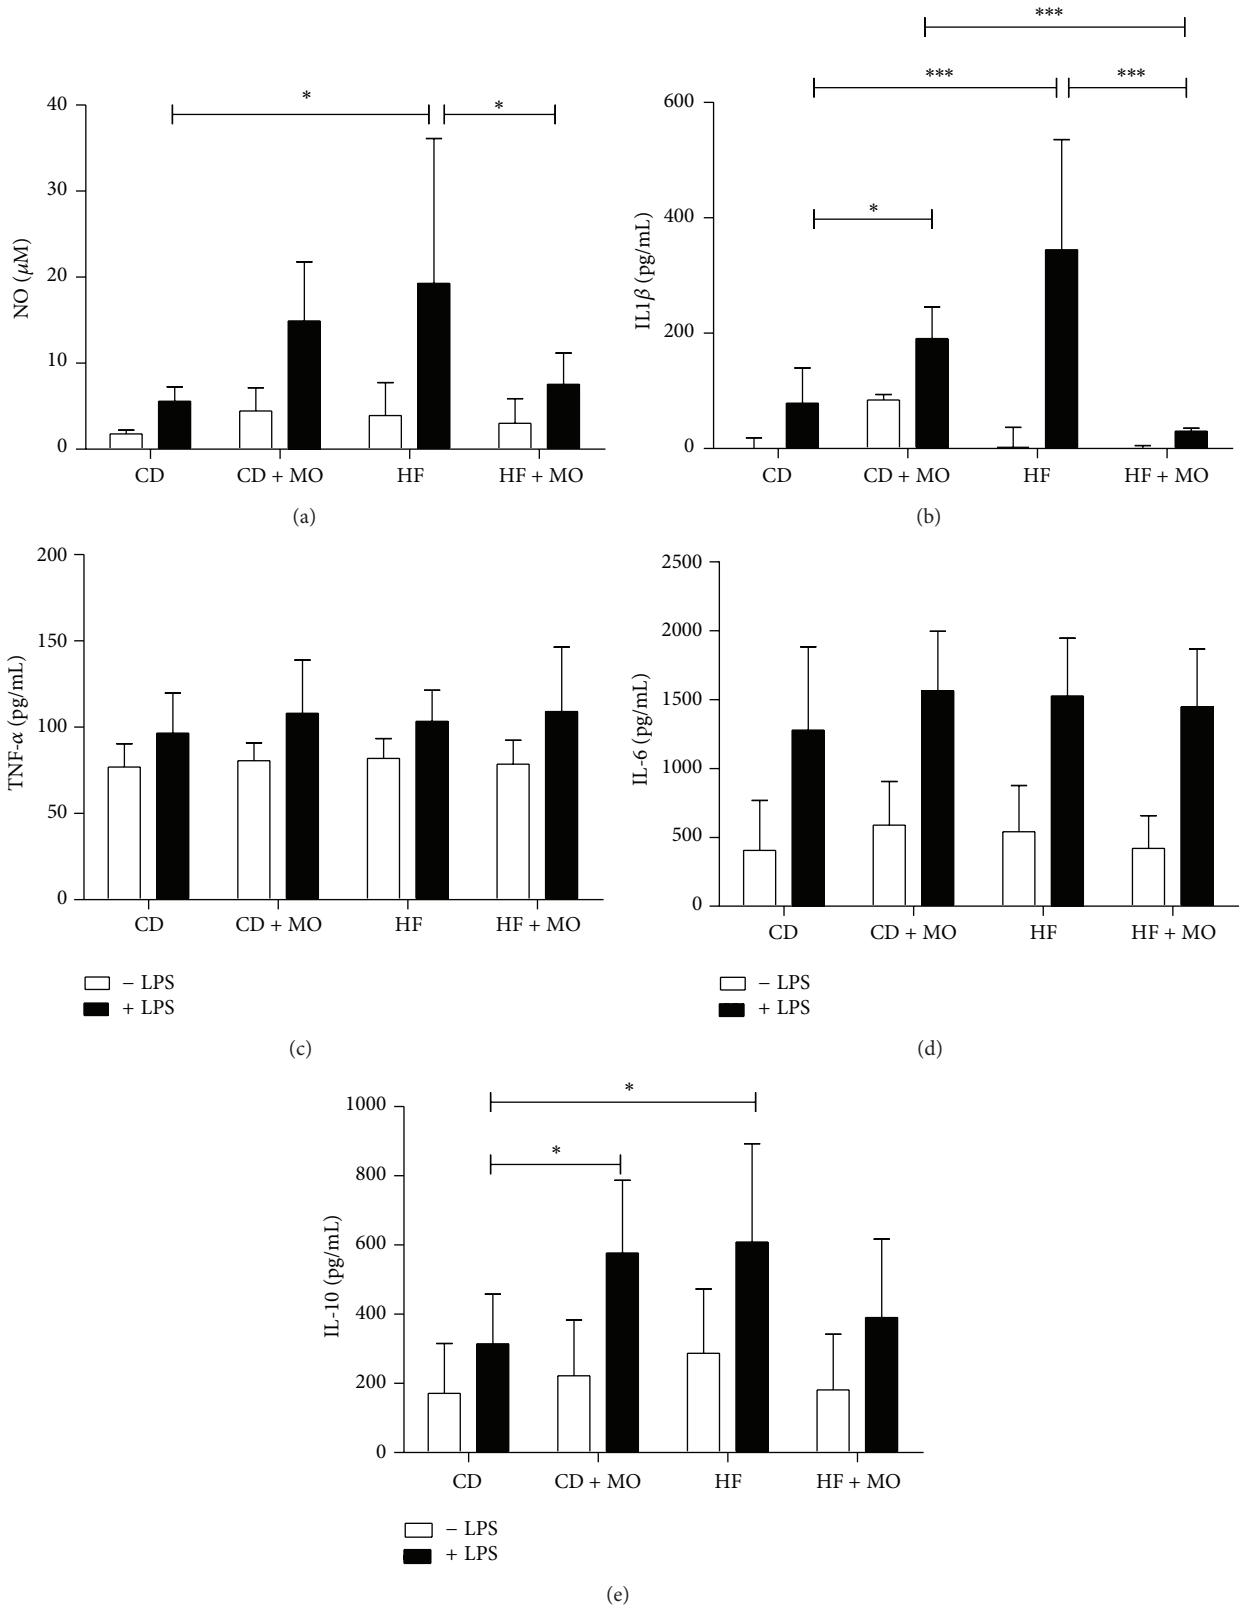 *
*
40
30
20
10
0
NO (μM)
CD
CD + MO
HF
HF + MO
(a)
***
***
***
*
600
400
200
0
IL1β (pg/mL)
CD
CD + MO
HF
HF + MO
(b)
200
150
100
50
0
TNF-α (pg/mL)
CD
CD + MO
HF
HF + MO
− LPS
+ LPS
(c)
2500
2000
1500
1000
500
0
IL-6 (pg/mL)
CD
CD + MO
HF
HF + MO
− LPS
+ LPS
(d)
*
*
1000
800
600
400
200
0
IL-10 (pg/mL)
CD
CD + MO
HF
HF + MO
− LPS
+ LPS
(e)